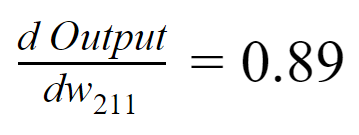 d Output
dw211 = 0.89